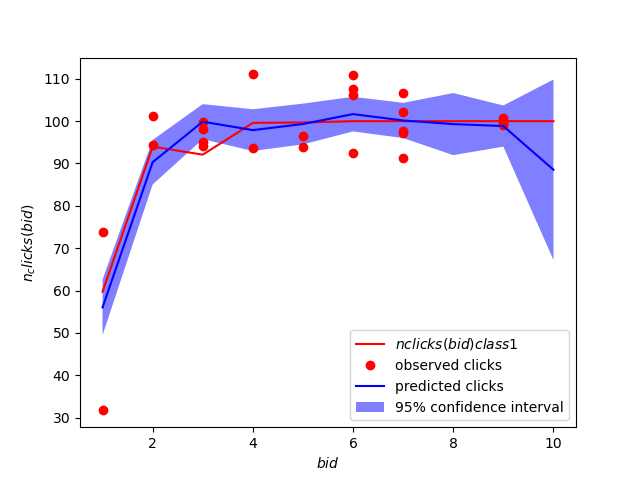 110
100
90
80
70
60
50
40
30
n_clicks(bid)
nclicks(bid)class1
observed clicks
predicted clicks
95% confidence interval
2 4 6 8 10
bid